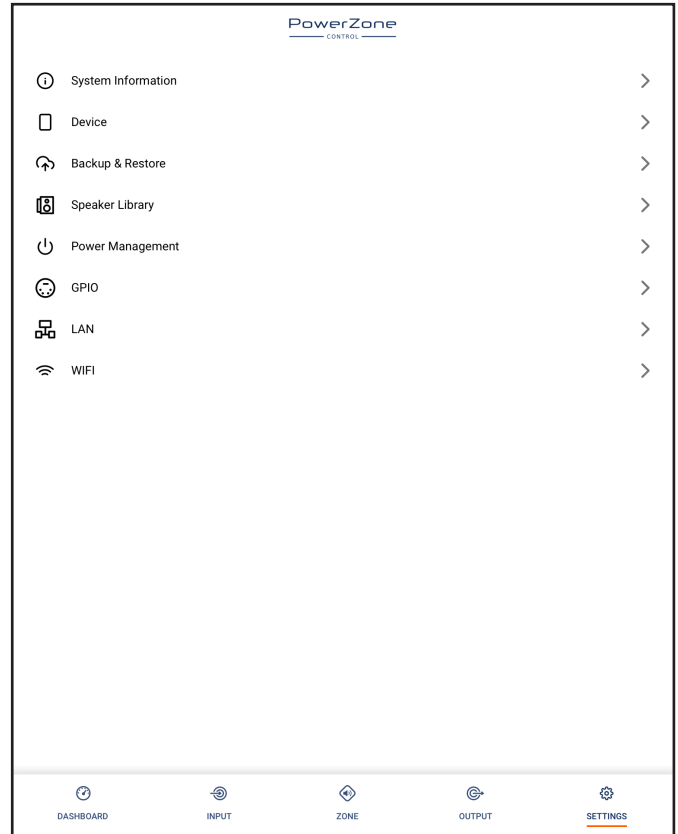 PowerZone
CONTROL
System Information
Device
Backup & Restore
Speaker Library
Power Management
GPIO
LAN
WIFI
DASHBOARD INPUT ZONE OUTPUT SETTINGS